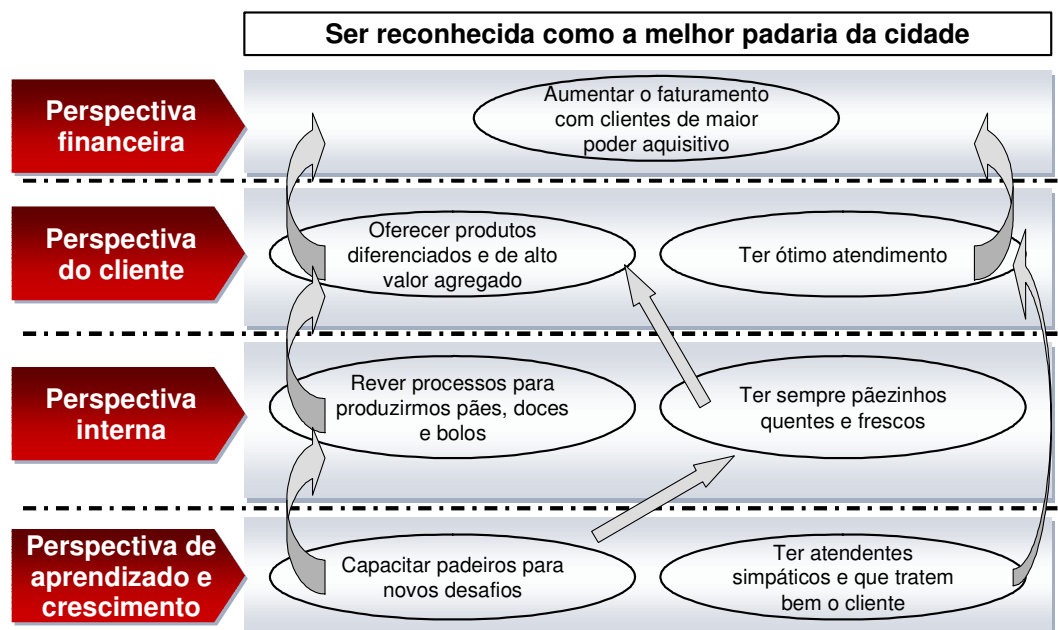 Ser reconhecida como a melhor padaria da cidade
Perspectiva
financeira
Aumentar o faturamento
com clientes de maior
poder aquisitivo
Perspectiva
do cliente
Oferecer produtos
diferenciados e de alto
valor agregado
Ter ótimo atendimento
Perspectiva
interna
Rever processos para
produzirmos pães, doces
e bolos
Ter sempre pãezinhos
quentes e frescos
Perspectiva de
aprendizado e
crescimento
Capacitar padeiros para
novos desafios
Ter atendentes
simpáticos e que tratem
bem o cliente